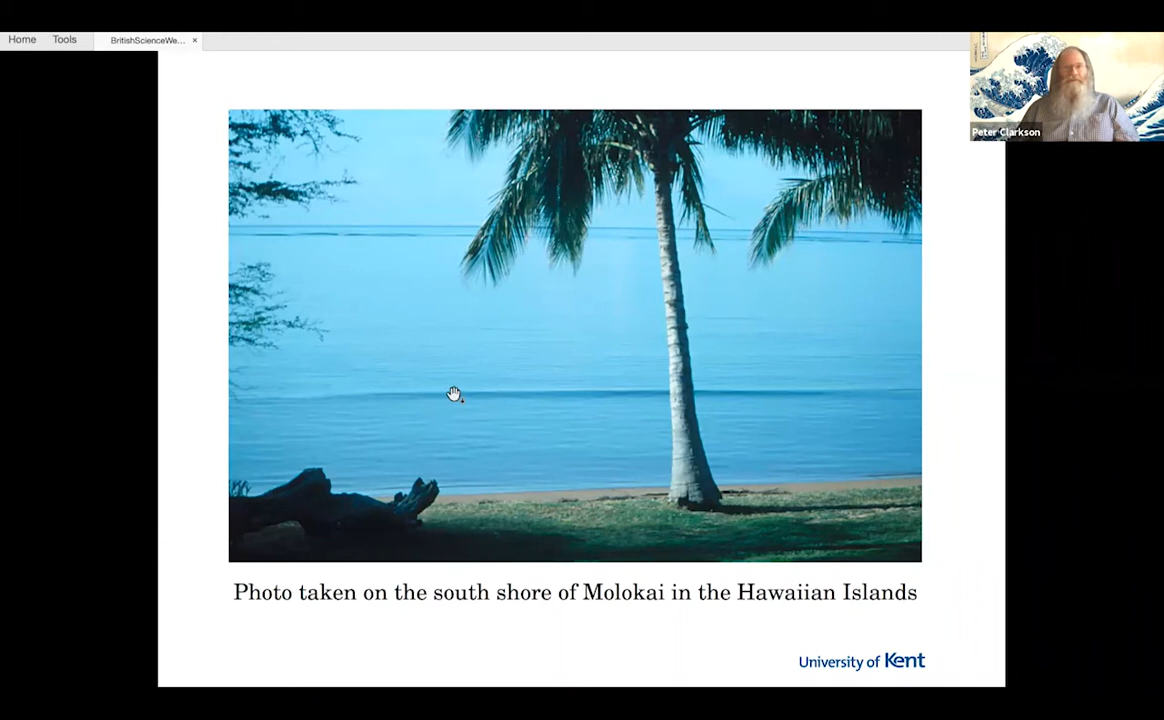 Home Tools BritishScienceWe... ×
Peter Clarkson
Photo taken on the south shore of Molokai in the Hawaiian Islands
University of Kent